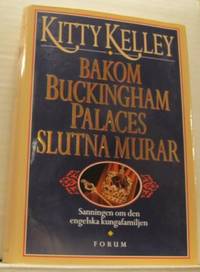 KITTY KELLEY
BAKOM
BUCKINGHAM
PALACES
SLUTNA MURAR
Sanningen om den
engelska kungafamiljen
FORUM